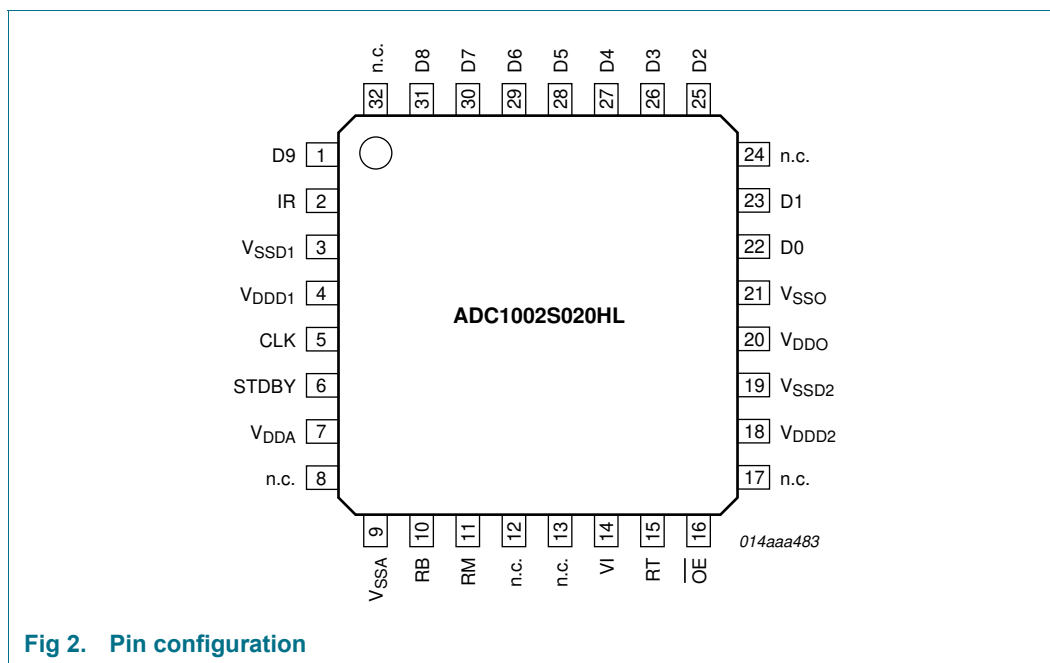 n.c. D8 D7 D6 D5 D4 D3 D2
32 31 30 29 28 27 26 25
D9 1
IR 2
VSSD1 3
VDDD1 4
CLK 5
STDBY 6
VDDA 7
n.c. 8
ADC1002S020HL
24 n.c.
23 D1
22 D0
21 VSSO
20 VDDO
19 VSSD2
18 VDDD2
17 n.c.
9 10 11 12 13 14 15 16
VSSA RB RM n.c. n.c. VI RT OE
014aaa483
Fig 2. Pin configuration